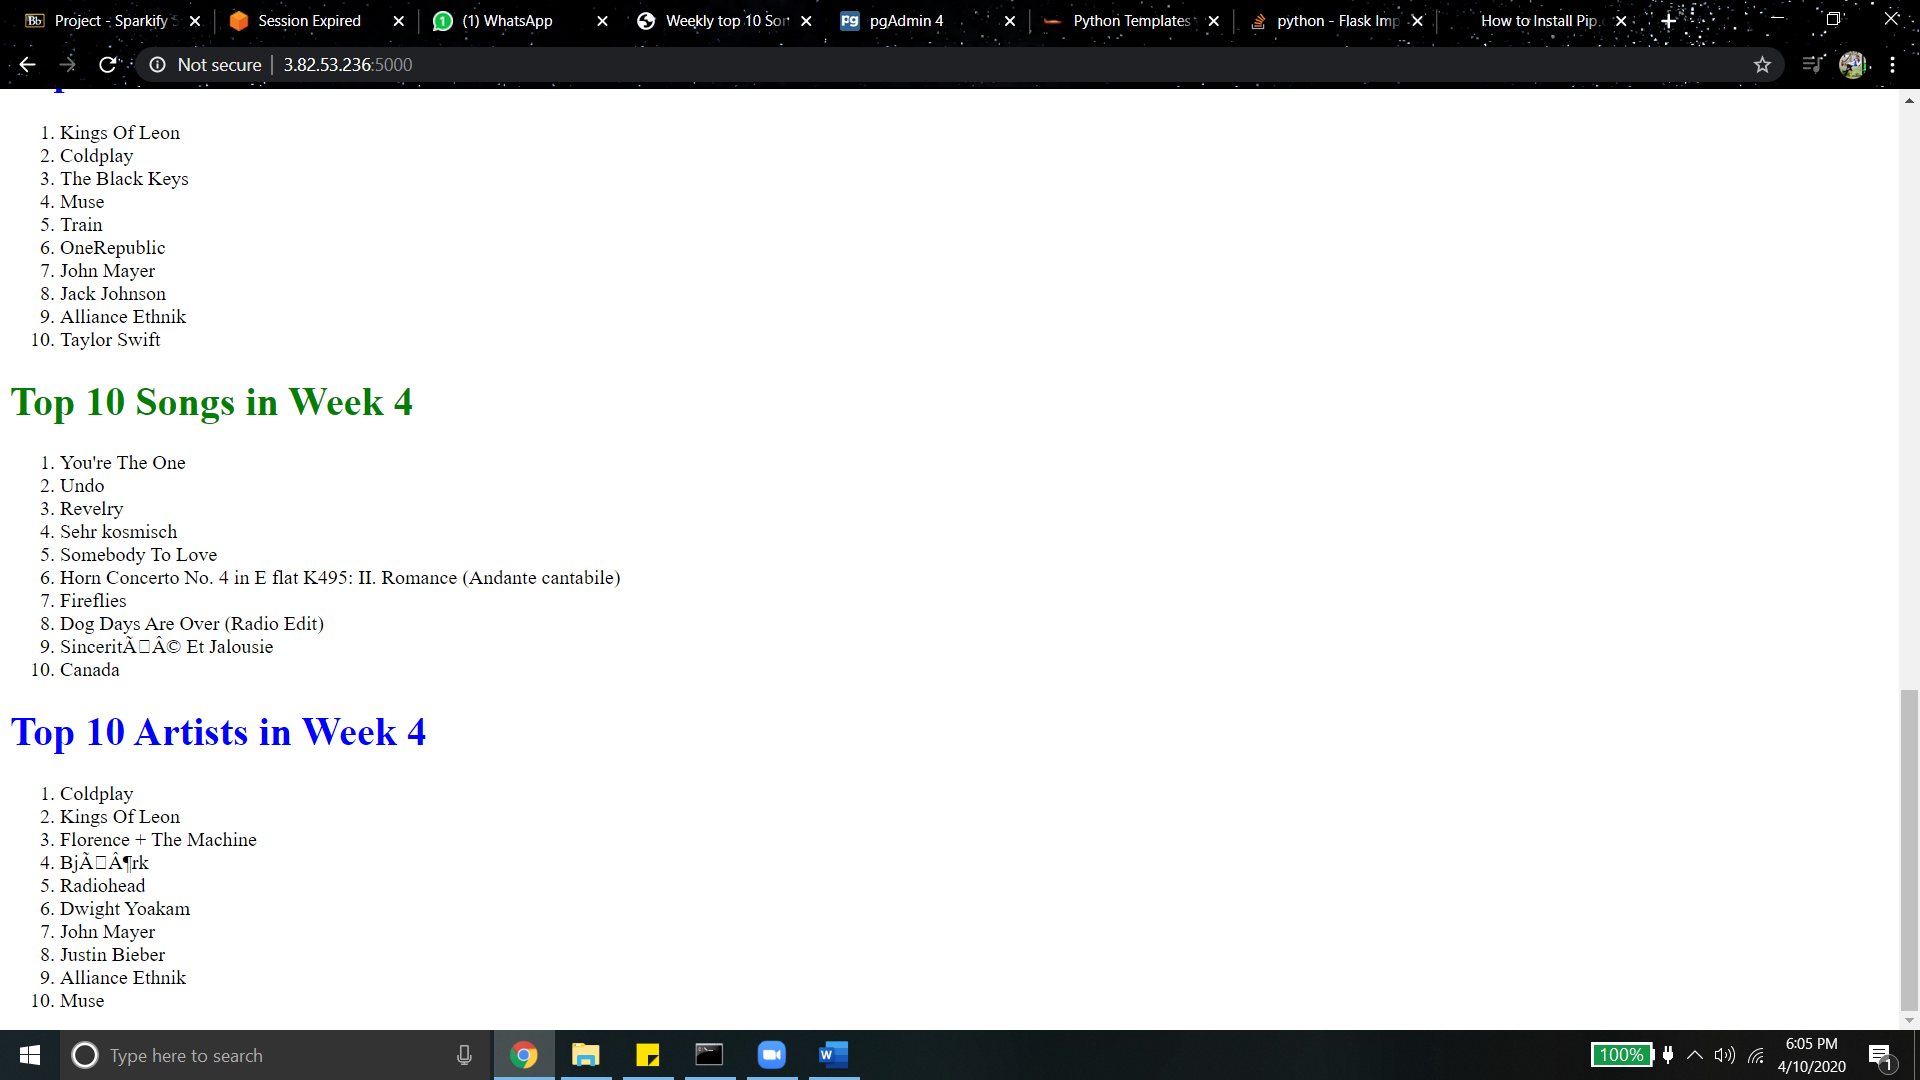 Project - Sparkify S
Session Expired
(1) WhatsApp
Weekly top 10 Son
pgAdmin 4
Python Templates
python - Flask Imp
How to Install Pip
Not secure | 3.82.53.236:5000
1. Kings Of Leon
2. Coldplay
3. The Black Keys
4. Muse
5. Train
6. OneRepublic
7. John Mayer
8. Jack Johnson
9. Alliance Ethnik
10. Taylor Swift
Top 10 Songs in Week 4
1. You're The One
2. Undo
3. Revelry
4. Sehr kosmisch
5. Somebody To Love
6. Horn Concerto No. 4 in E flat K495: II. Romance (Andante cantabile)
7. Fireflies
8. Dog Days Are Over (Radio Edit)
9. SinceritÃ□Â© Et Jalousie
10. Canada
Top 10 Artists in Week 4
1. Coldplay
2. Kings Of Leon
3. Florence + The Machine
4. BjÃ□Â¶rk
5. Radiohead
6. Dwight Yoakam
7. John Mayer
8. Justin Bieber
9. Alliance Ethnik
10. Muse
Type here to search
100%
6:05 PM
4/10/2020
1